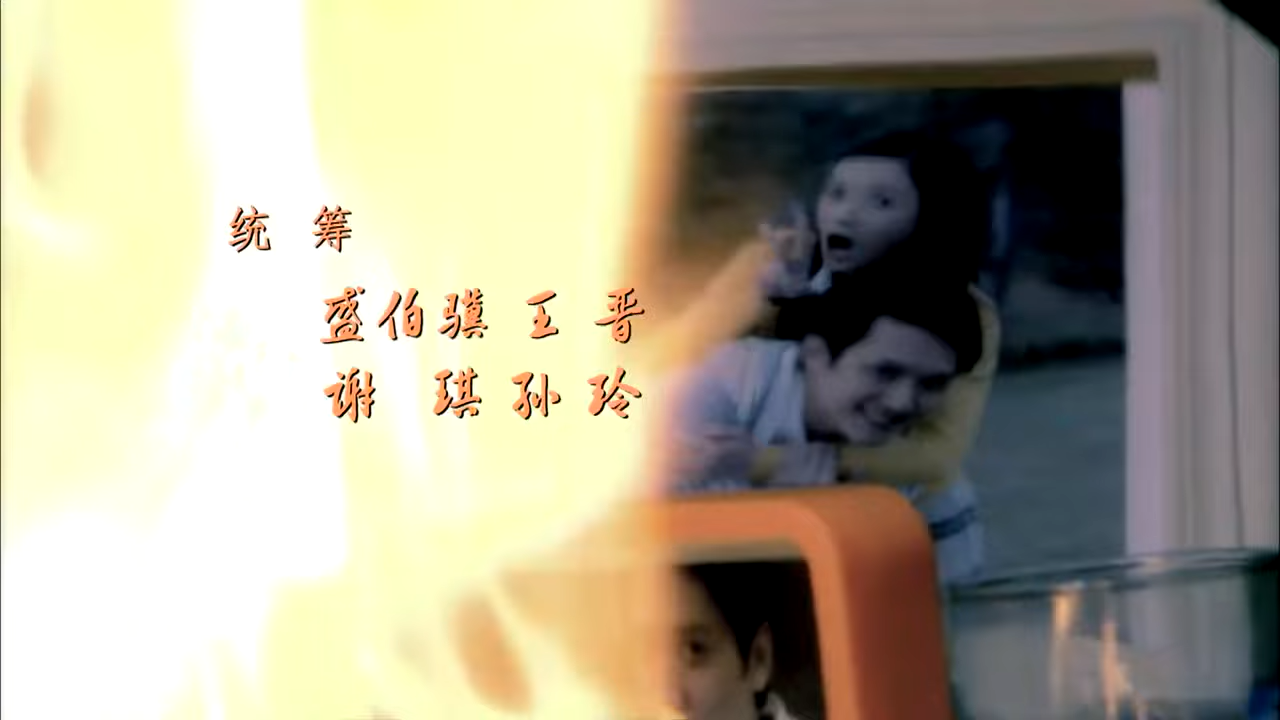 统 筹
盛伯骥 王 晋
谢 琪 孙 玲